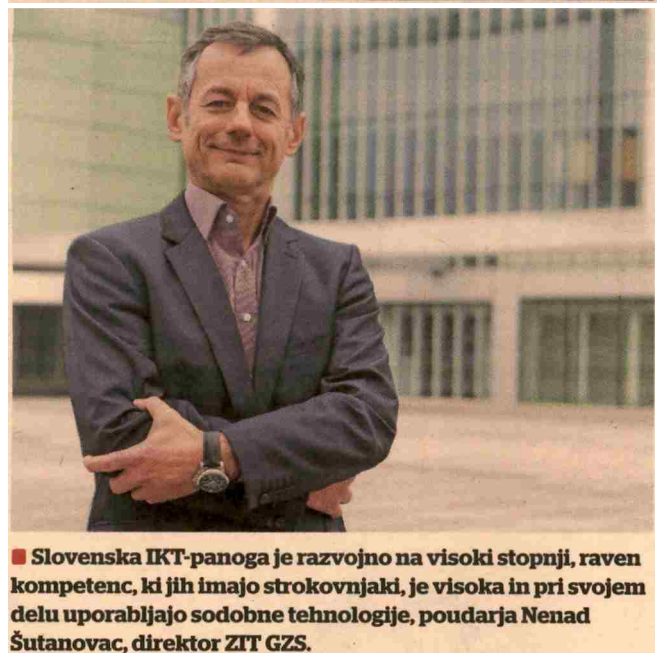 Slovenska IKT-panoga je razvojno na visoki stopnji, raven
kompetenc, ki jih imajo strokovnjaki, je visoka in pri svojem
delu uporabljajo sodobne tehnologije, poudarja Nenad
Šutanovac, direktor ZIT GZS.